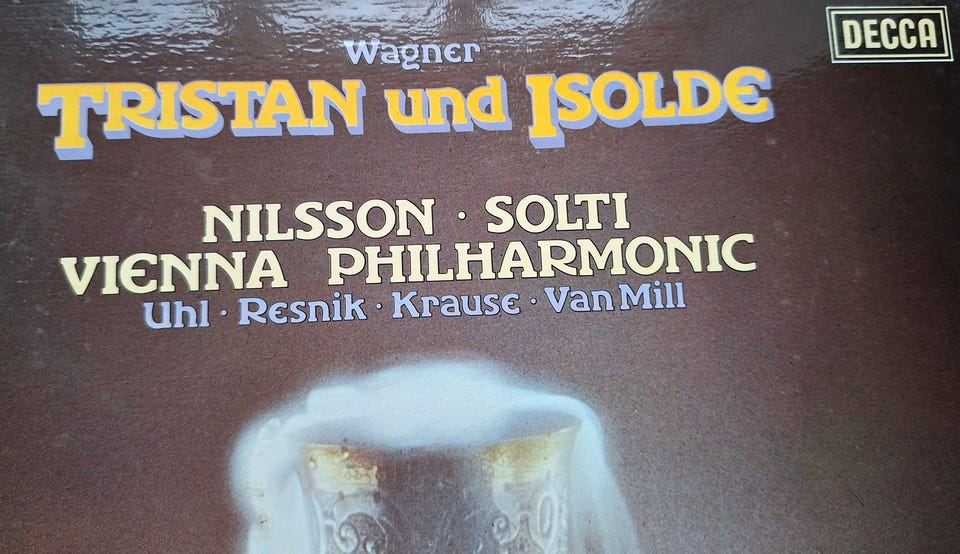 Wagner
DECCA
TRISTAN und ISOLDE
NILSSON · SOLTI
VIENNA PHILHARMONIC
Uhl · Resnik · Krause · Van Mill